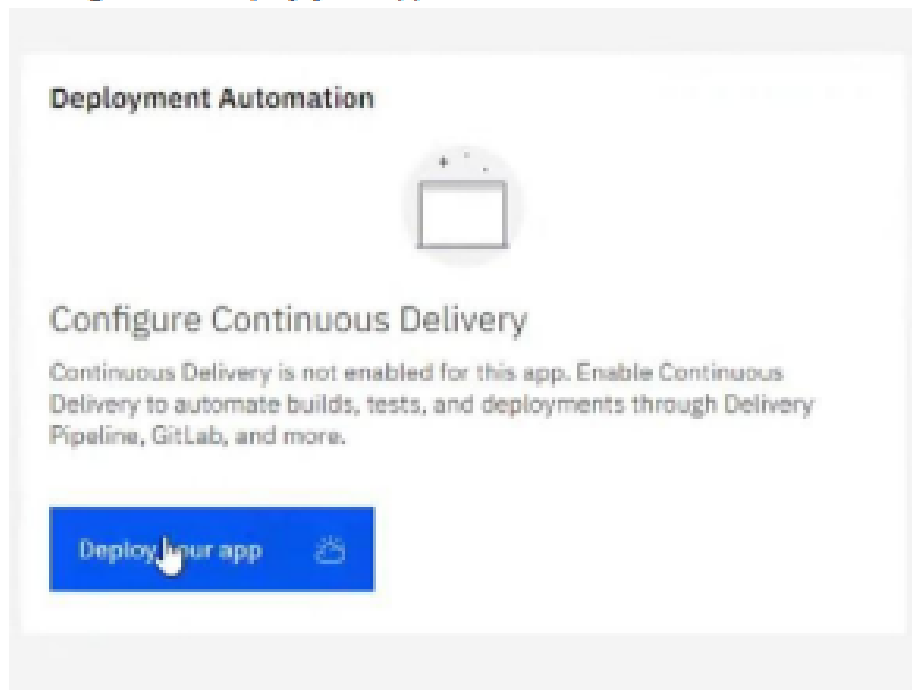 Deployment Automation
Configure Continuous Delivery
Continuous Delivery is not enabled for this app. Enable Continuous
Delivery to automate builds, tests, and deployments through Delivery
Pipeline, GitLab, and more.
Deploy your app